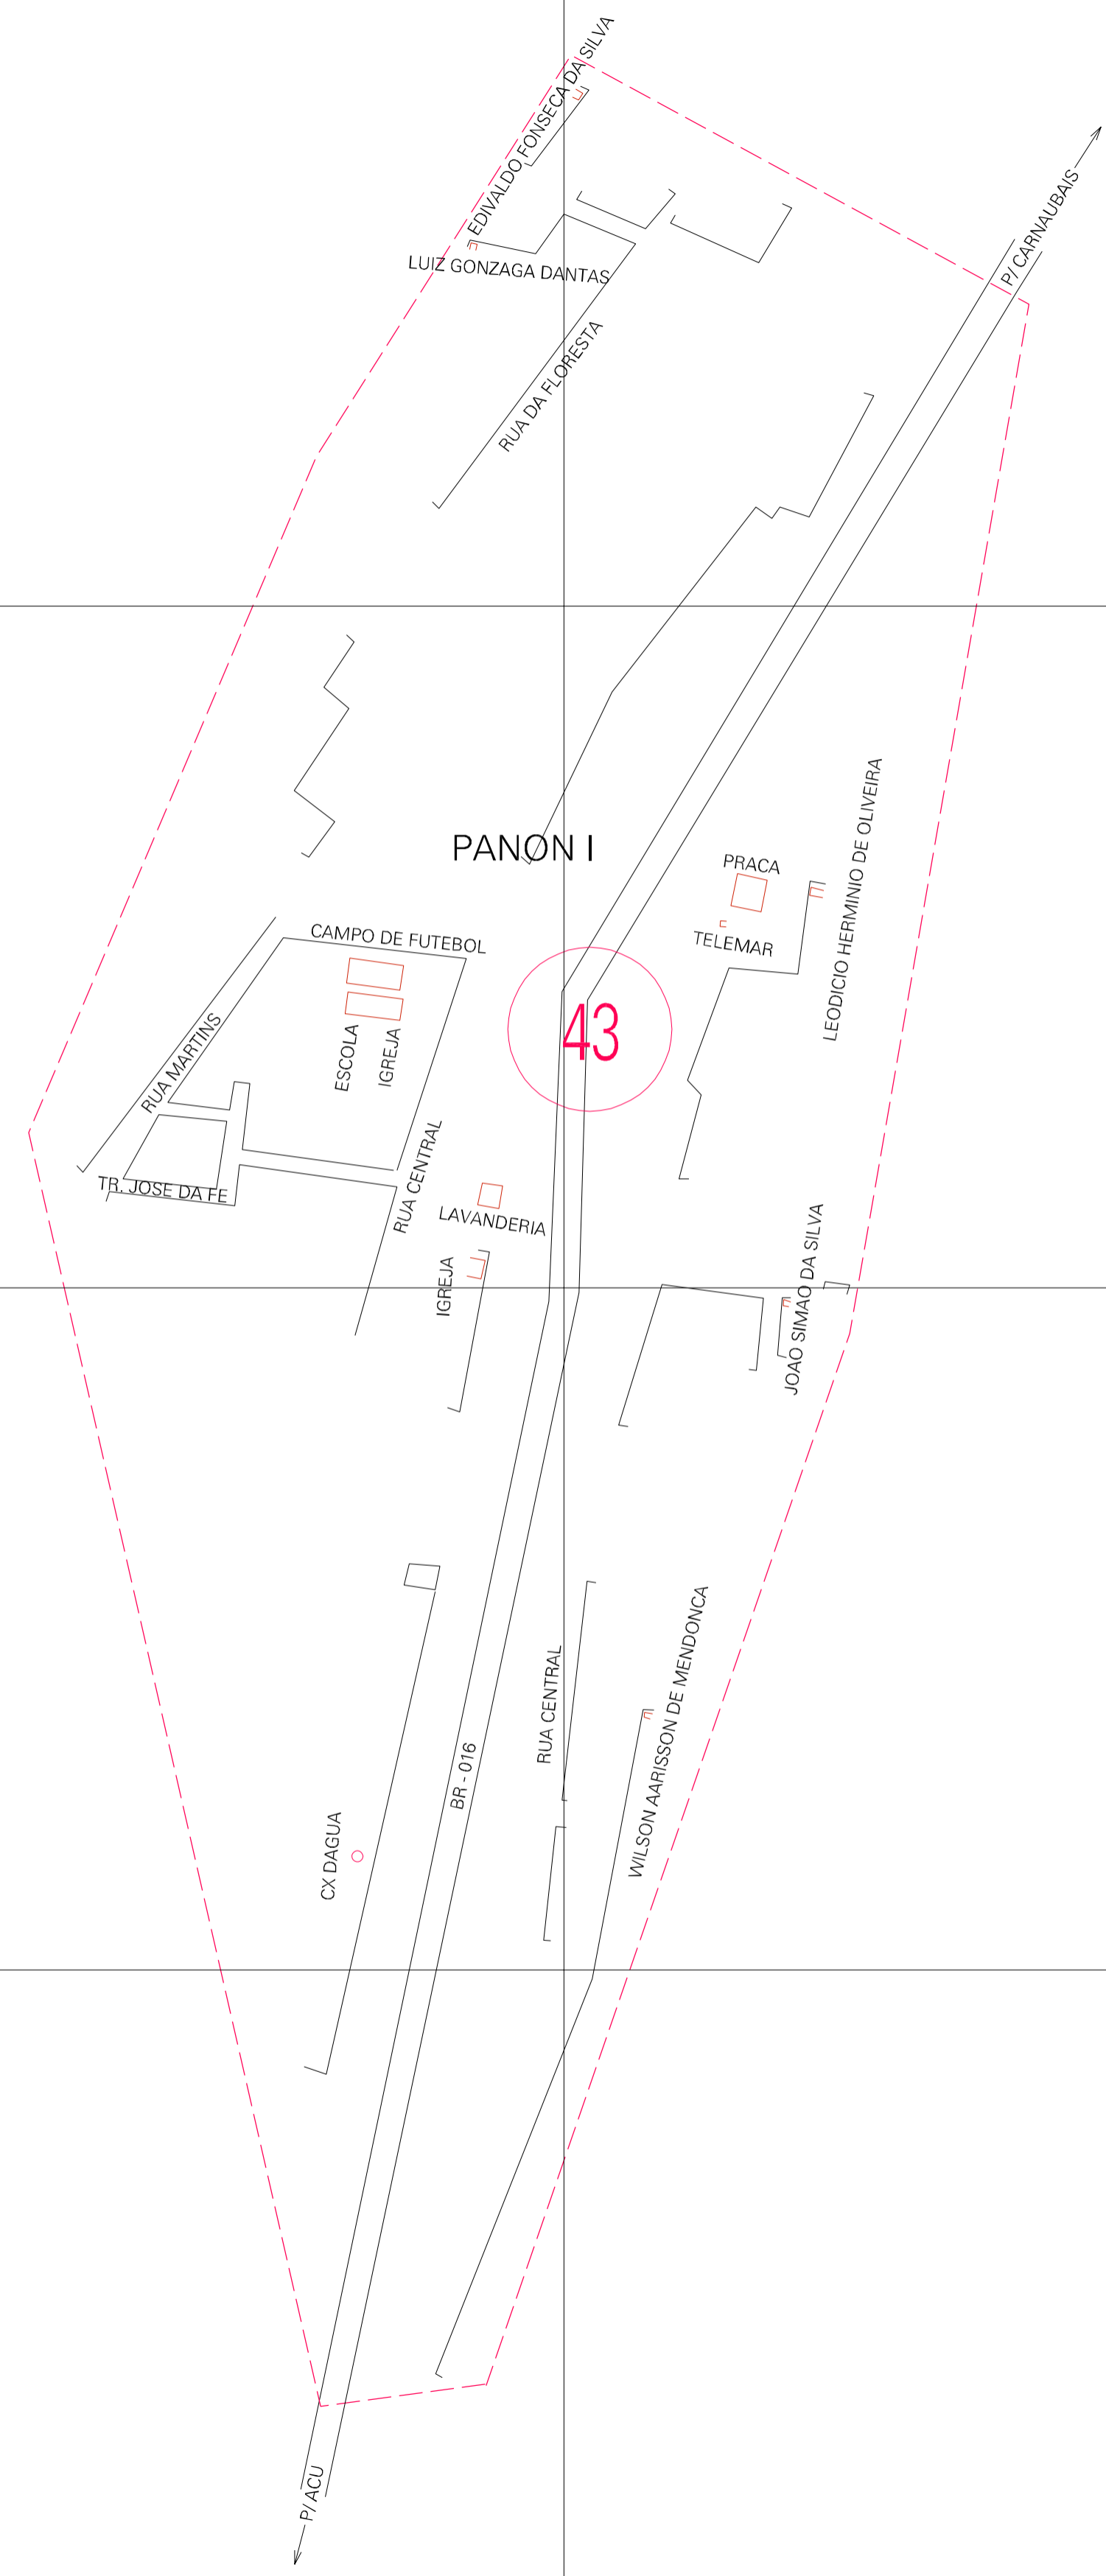 EDIVALDO FONSECA DA SILVA
P/ CARNAUBAIS
LUIZ GONZAGA DANTAS
RUA DA FLORESTA
PANON I
LEODICIO HERMINIO DE OLIVEIRA
PRACA
TELEMAR
CAMPO DE FUTEBOL
43
RUA MARTINS
ESCOLA
IGREJA
RUA CENTRAL
TR. JOSE DA FE
LAVANDERIA
IGREJA
JOAO SIMAO DA SILVA
RUA CENTRAL
WILSON AARISSON DE MENDONCA
BR - 016
CX DAGUA
P/ ACU